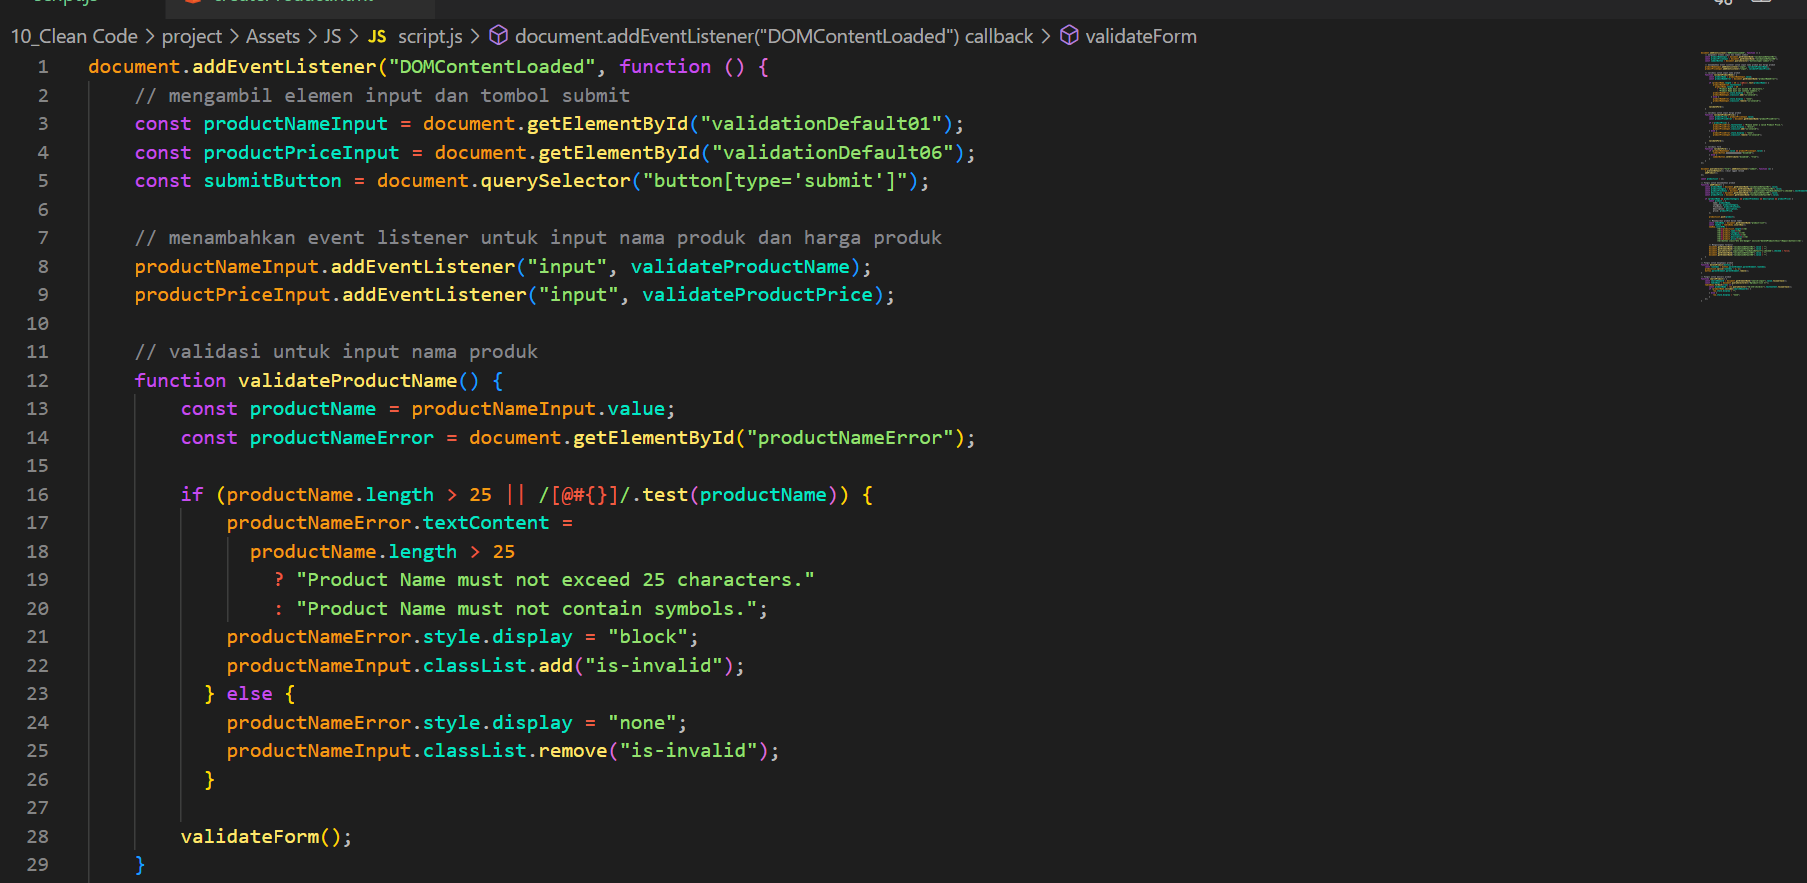 10_Clean Code > project > Assets > JS > JS script.js > document.addEventListener("DOMContentLoaded") callback > validateForm
1 document.addEventListener("DOMContentLoaded", function () {
2 // mengambil elemen input dan tombol submit
3 const productNameInput = document.getElementById("validationDefault01");
4 const productPriceInput = document.getElementById("validationDefault06");
5 const submitButton = document.querySelector("button[type='submit']");
6
7 // menambahkan event listener untuk input nama produk dan harga produk
8 productNameInput.addEventListener("input", validateProductName);
9 productPriceInput.addEventListener("input", validateProductPrice);
10
11 // validasi untuk input nama produk
12 function validateProductName() {
13 const productName = productNameInput.value;
14 const productNameError = document.getElementById("productNameError");
15
16 if (productName.length > 25 || /[@#{}]/.test(productName)) {
17 productNameError.textContent =
18 productName.length > 25
19 ? "Product Name must not exceed 25 characters."
20 : "Product Name must not contain symbols.";
21 productNameError.style.display = "block";
22 productNameInput.classList.add("is-invalid");
23 } else {
24 productNameError.style.display = "none";
25 productNameInput.classList.remove("is-invalid");
26 }
27
28 validateForm();
29 }